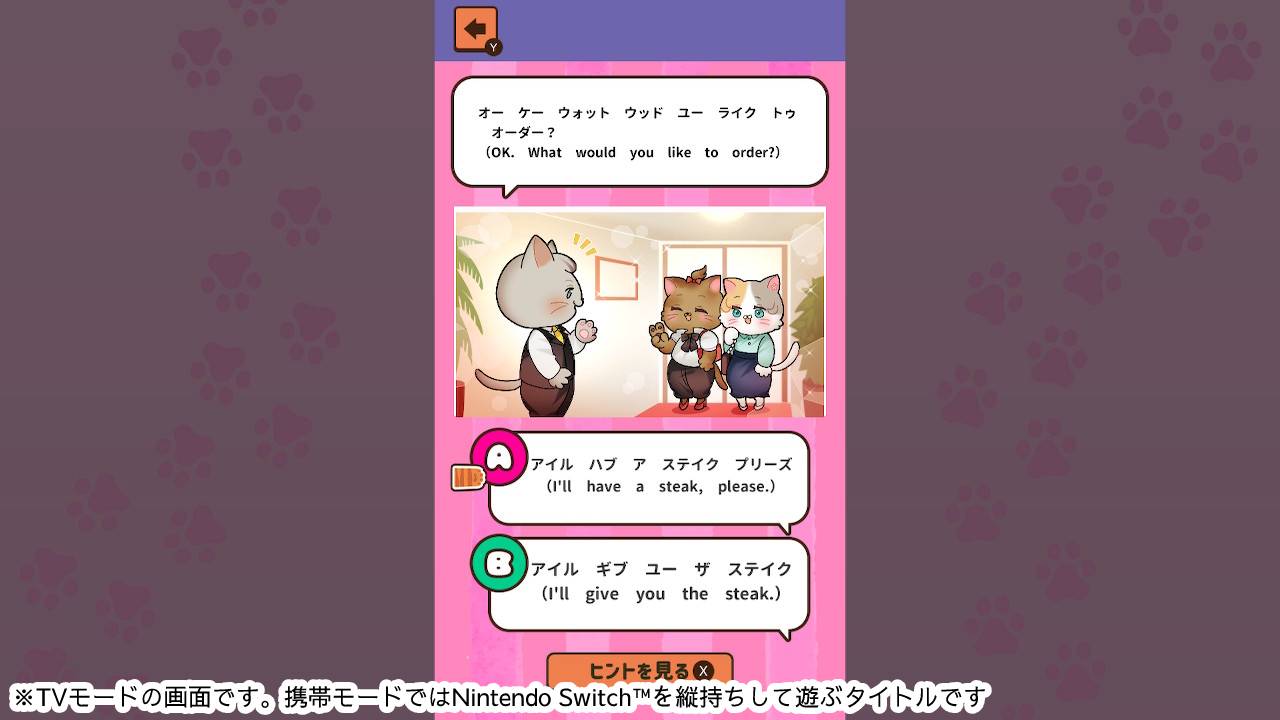 Y
オー ケー ウォット ウッド ユー ライク トゥ
オーダー？
（OK. What would you like to order?）
A
アイル ハブ ア ステイク プリーズ
（I'll have a steak, please.）
B
アイル ギブ ユー ザ ステイク
（I'll give you the steak.）
ヒントを見る X
※TVモードの画面です。携帯モードではNintendo Switch™を縦持ちして遊ぶタイトルです